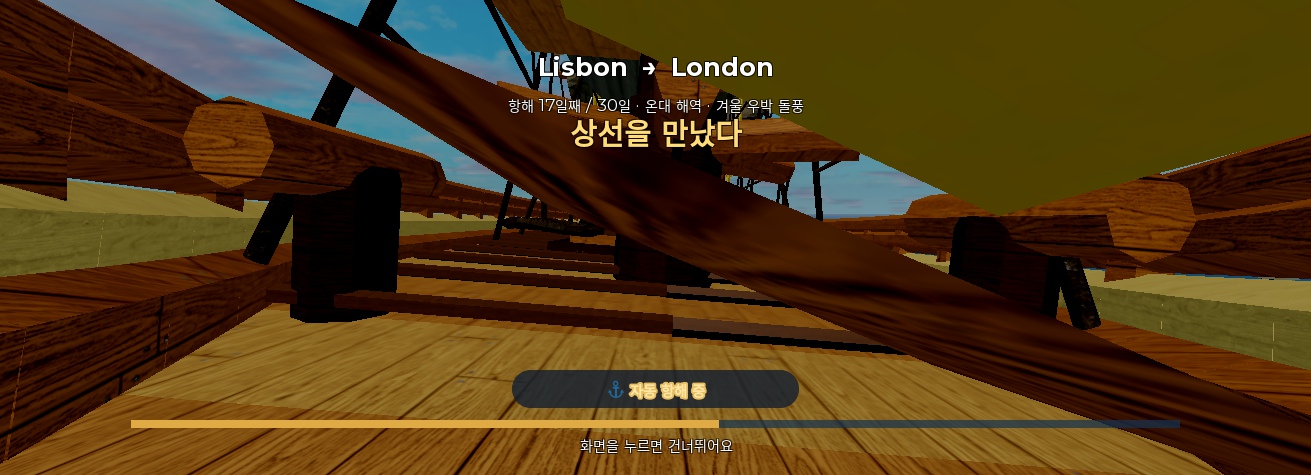 Lisbon → London
항해 17일째 / 30일 · 온대 해역 · 겨울 우박 돌풍
상선을 만났다
자동 항해 중
화면을 누르면 건너뛰어요